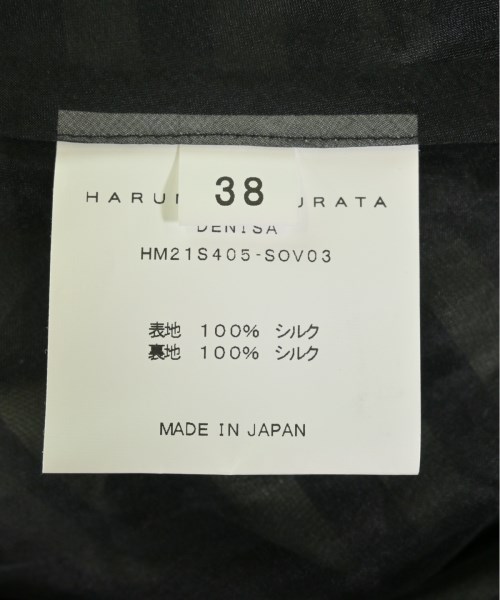 38
HARU URATA
DENISA
HM21S405-SOV03
表地 100% シルク
裏地 100% シルク
MADE IN JAPAN